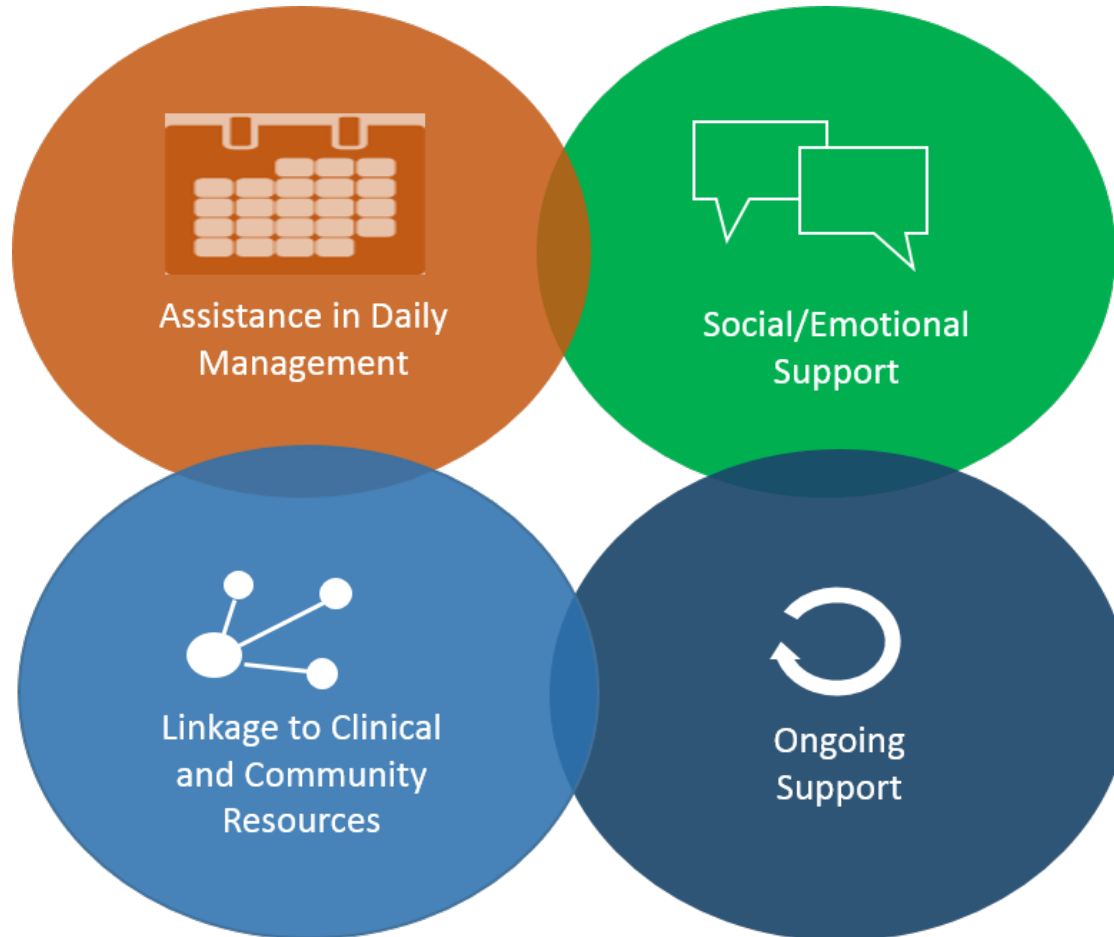 Assistance in Daily
Management
Social/Emotional
Support
Linkage to Clinical
and Community
Resources
Ongoing
Support